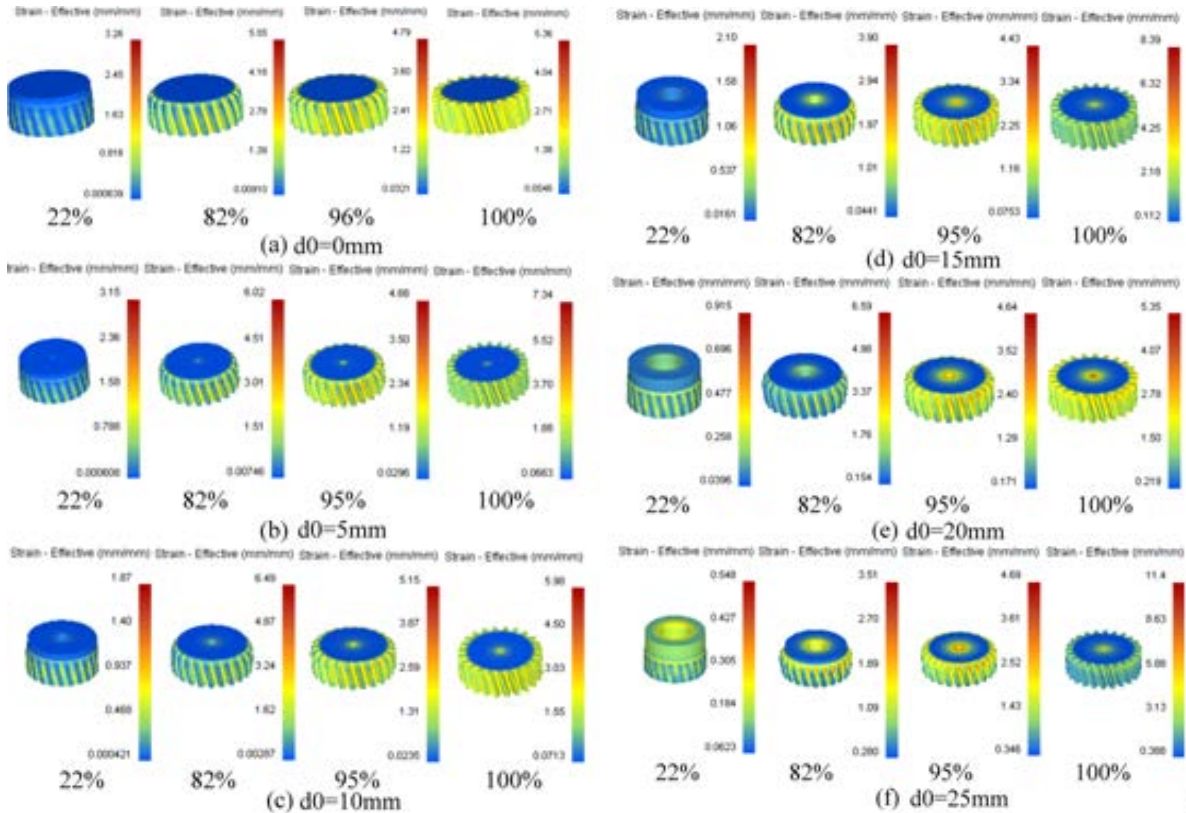 Strain - Effective (mm/mm) Strain - Effective (mm/mm) Strain - Effective (mm/mm) Strain - Effective (mm/mm)
3.26 5.55 4.79 5.36
2.45 4.16 3.60 4.04
1.63 2.78 2.41 2.71
0.816 1.38 1.22 1.38
0.000639 0.00910 0.0321 0.0546
22% 82% 96% 100%
(a) d0=0mm
Strain - Effective (mm/mm) Strain - Effective (mm/mm) Strain - Effective (mm/mm) Strain - Effective (mm/mm)
3.15 6.02 4.66 7.34
2.36 4.51 3.50 5.52
1.58 3.01 2.34 3.70
0.788 1.51 1.19 1.88
0.000606 0.00746 0.0296 0.0663
22% 82% 95% 100%
(b) d0=5mm
Strain - Effective (mm/mm) Strain - Effective (mm/mm) Strain - Effective (mm/mm) Strain - Effective (mm/mm)
1.87 6.49 5.15 5.98
1.40 4.87 3.87 4.50
0.937 3.24 2.59 3.03
0.469 1.62 1.31 1.55
0.000421 0.00287 0.0235 0.0713
22% 82% 95% 100%
(c) d0=10mm
Strain - Effective (mm/mm) Strain - Effective (mm/mm) Strain - Effective (mm/mm) Strain - Effective (mm/mm)
2.10 3.90 4.43 8.39
1.58 2.94 3.34 6.32
1.06 1.97 2.25 4.25
0.537 1.01 1.16 2.18
0.0161 0.0441 0.0753 0.112
22% 82% 95% 100%
(d) d0=15mm
Strain - Effective (mm/mm) Strain - Effective (mm/mm) Strain - Effective (mm/mm) Strain - Effective (mm/mm)
0.915 6.59 4.64 5.35
0.696 4.98 3.52 4.07
0.477 3.37 2.40 2.78
0.258 1.76 1.28 1.50
0.0396 0.154 0.171 0.219
22% 82% 95% 100%
(e) d0=20mm
Strain - Effective (mm/mm) Strain - Effective (mm/mm) Strain - Effective (mm/mm) Strain - Effective (mm/mm)
0.548 3.51 4.69 11.4
0.427 2.70 3.61 8.63
0.305 1.89 2.52 5.88
0.184 1.09 1.43 3.13
0.0623 0.280 0.346 0.388
22% 82% 95% 100%
(f) d0=25mm